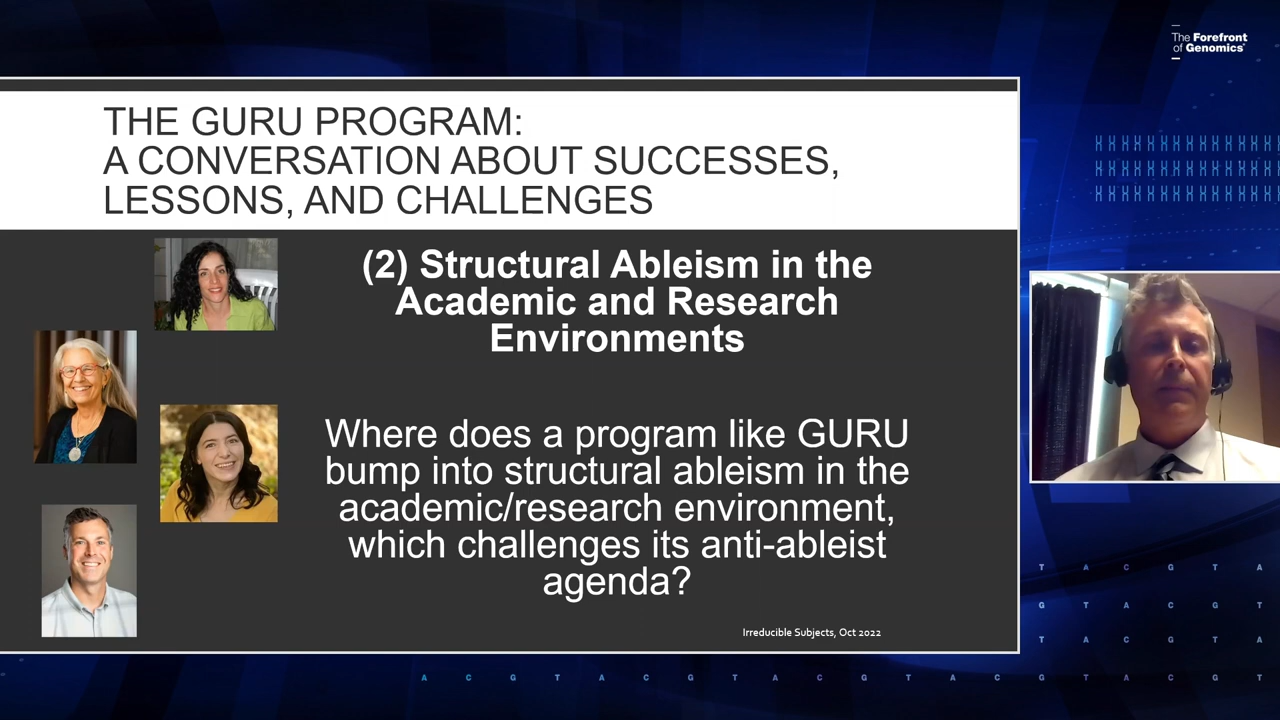 The Forefront
of Genomics
THE GURU PROGRAM:
A CONVERSATION ABOUT SUCCESSES,
LESSONS, AND CHALLENGES
(2) Structural Ableism in the
Academic and Research
Environments
Where does a program like GURU
bump into structural ableism in the
academic/research environment,
which challenges its anti-ableist
agenda?
Irreducible Subjects, Oct 2022
T A C G T A
G T A C G T
T A C G T A
A C G T A C G T A C G T A C G T A C G T